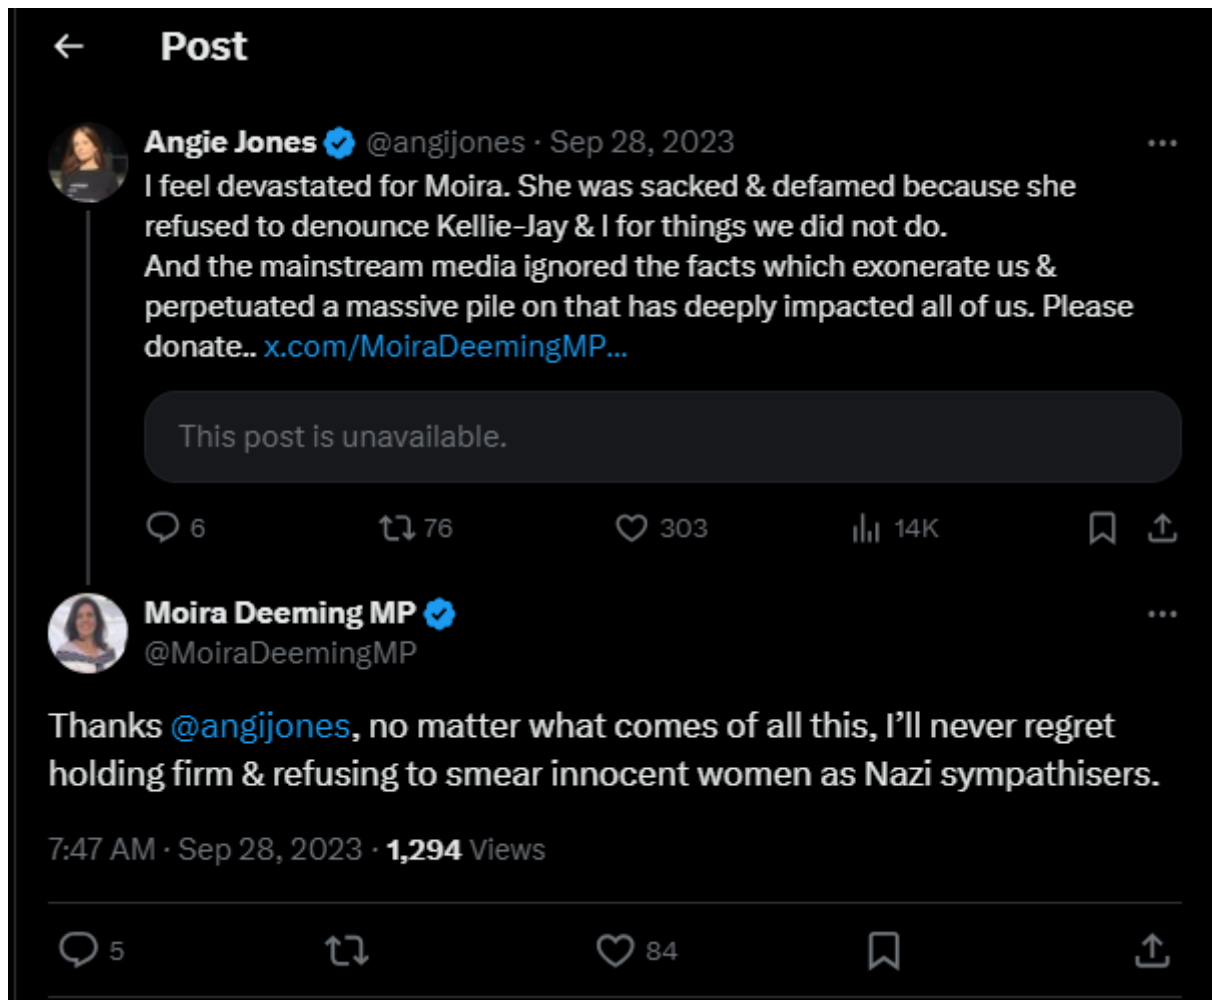 Post
Angie Jones @angijones · Sep 28, 2023
I feel devastated for Moira. She was sacked & defamed because she
refused to denounce Kellie-Jay & I for things we did not do.
And the mainstream media ignored the facts which exonerate us &
perpetuated a massive pile on that has deeply impacted all of us. Please
donate.. x.com/MoiraDeemingMP...
This post is unavailable.
6 76 303 14K
Moira Deeming MP
@MoiraDeemingMP
Thanks @angijones, no matter what comes of all this, I’ll never regret
holding firm & refusing to smear innocent women as Nazi sympathisers.
7:47 AM · Sep 28, 2023 · 1,294 Views
5 84